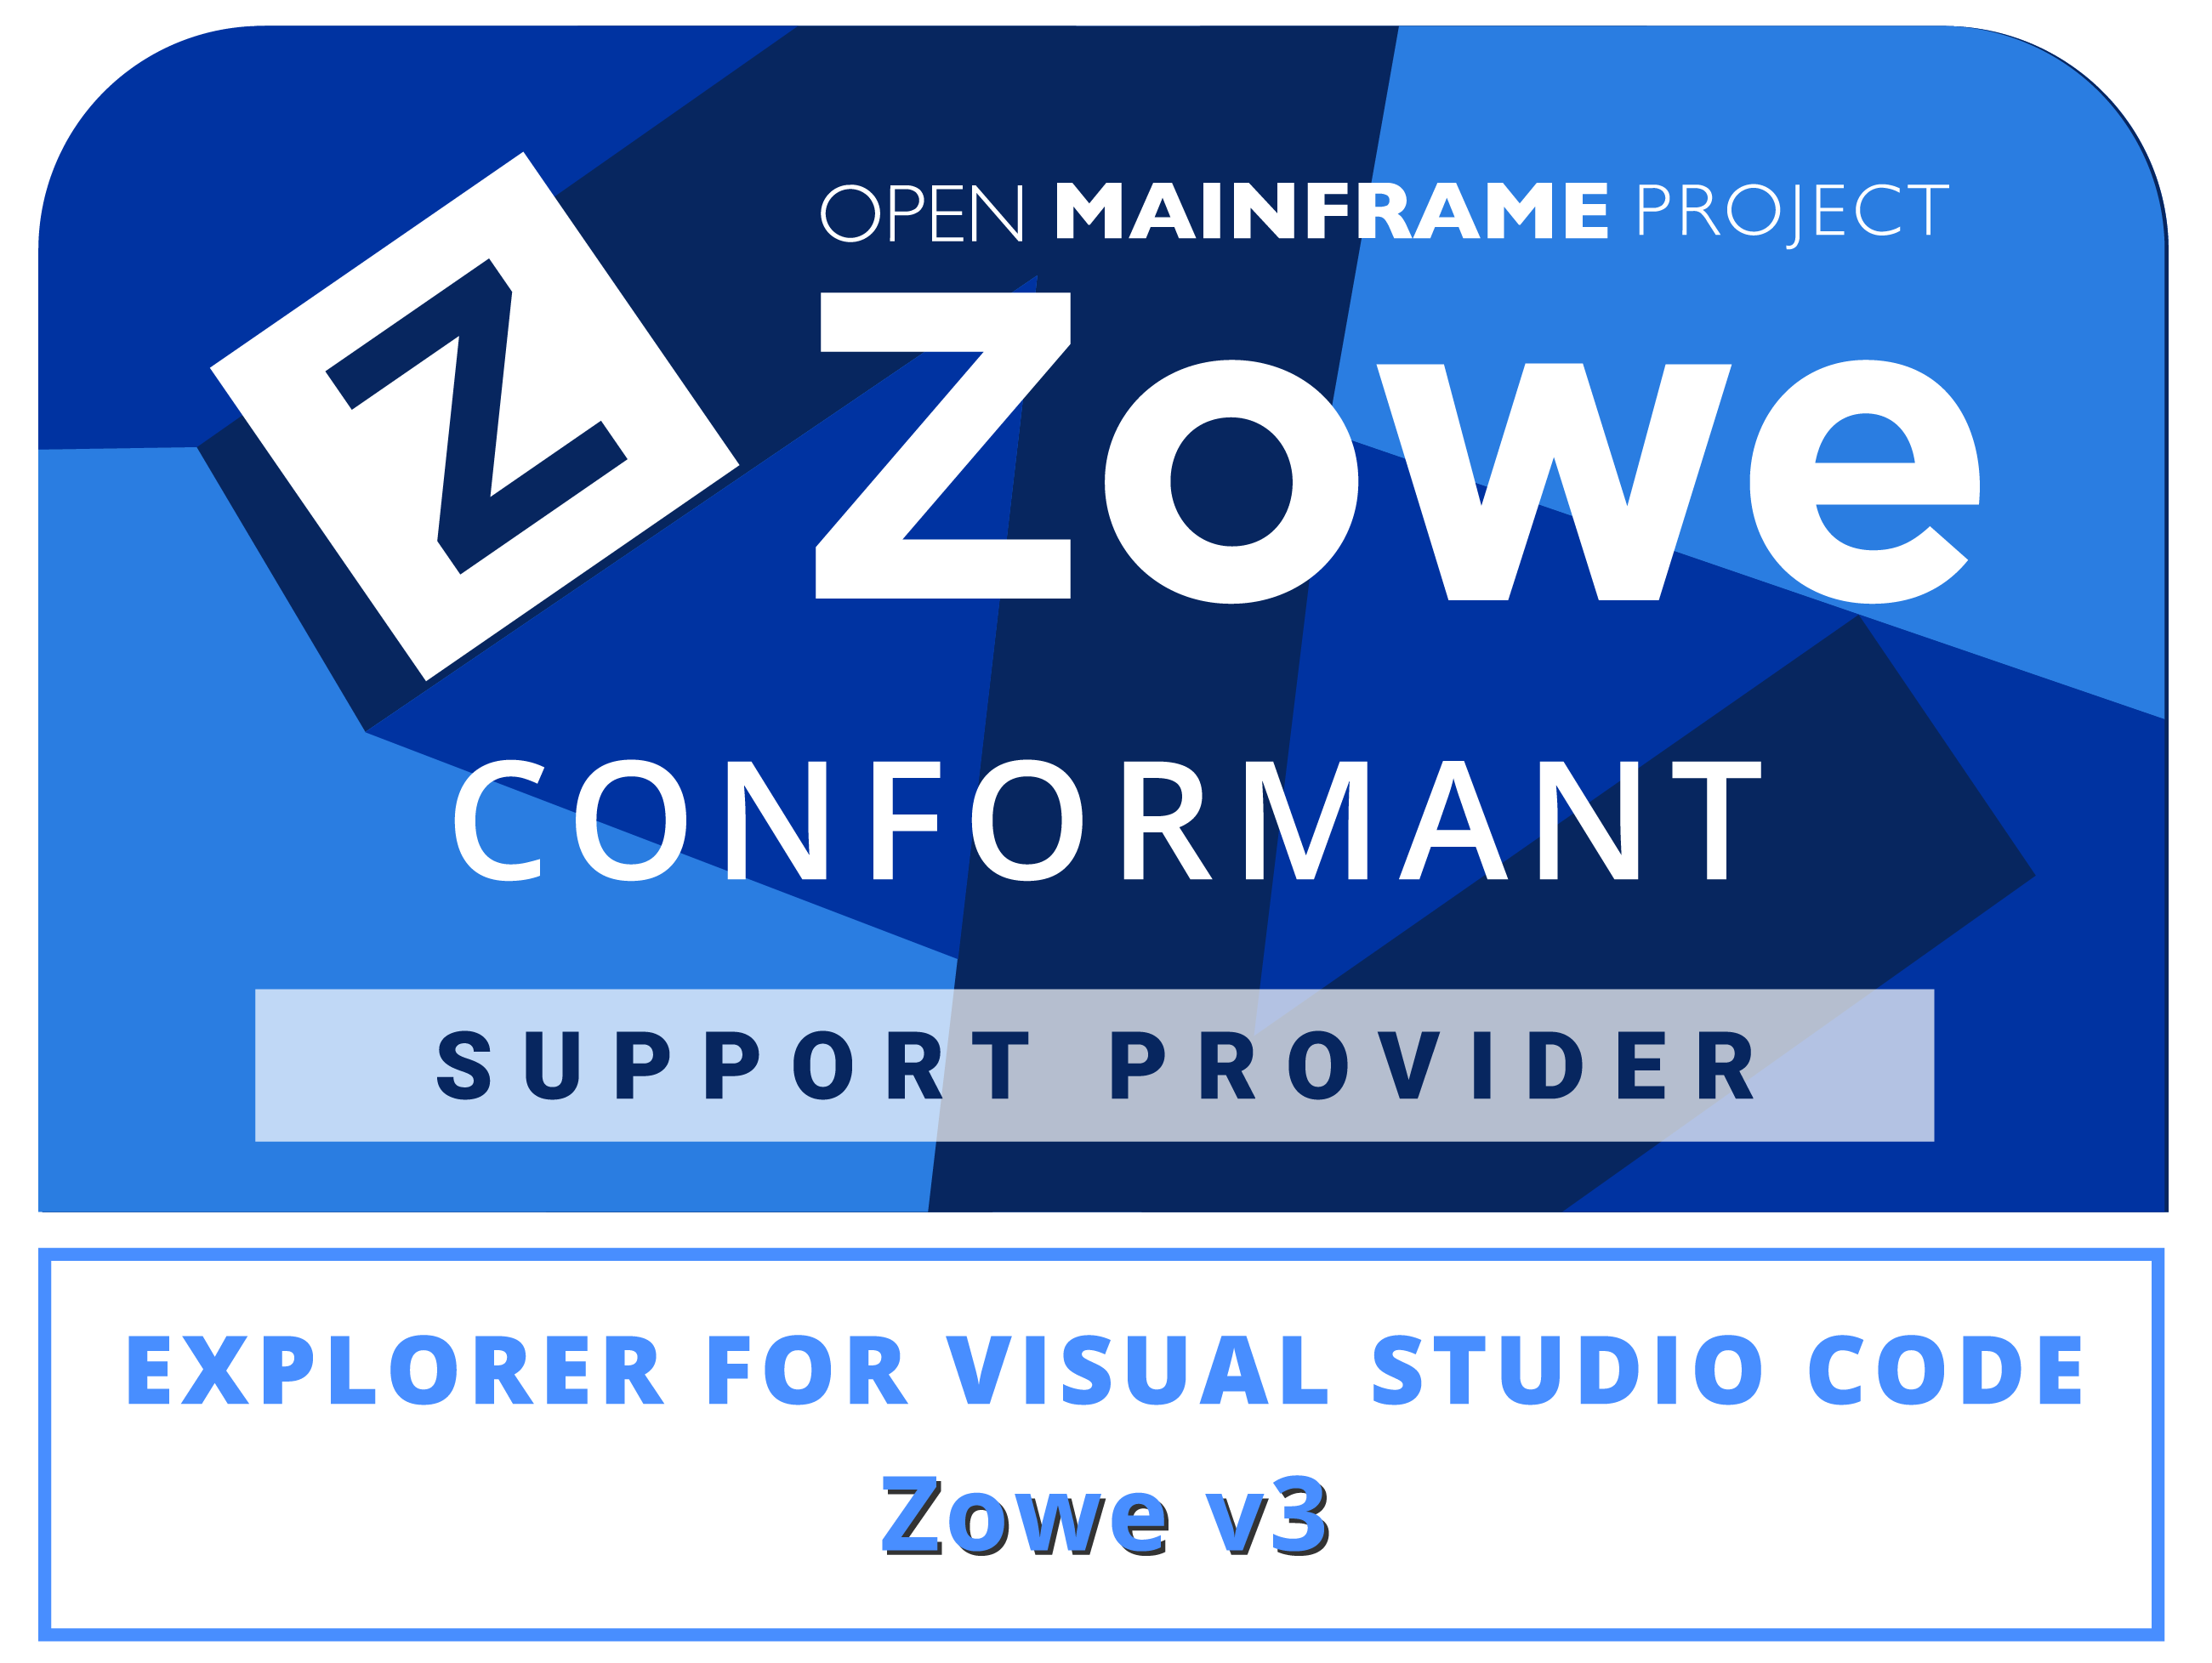 OPEN MAINFRAME PROJECT
Z
Zowe
CONFORMANT
SUPPORT PROVIDER
EXPLORER FOR VISUAL STUDIO CODE
Zowe v3